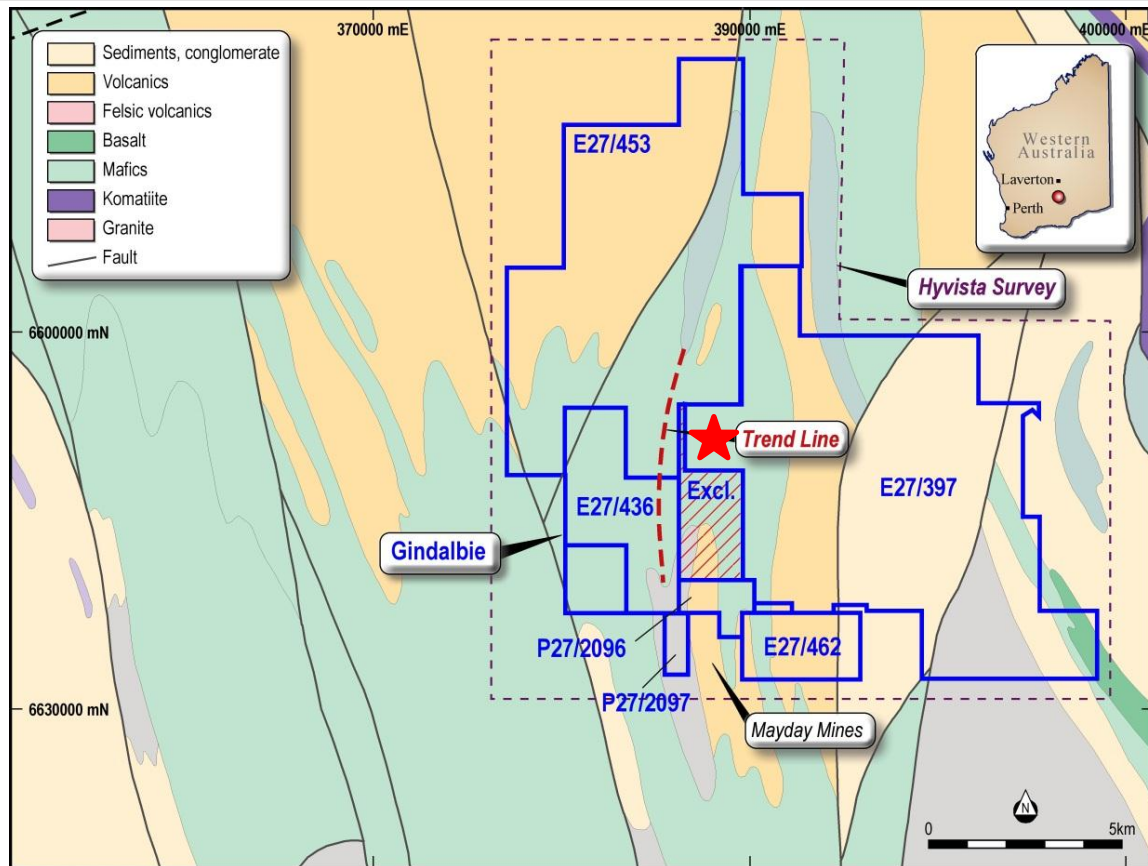 370000 mE
390000 mE
400000 mE
Sediments, conglomerate
Volcanics
Felsic volcanics
Basalt
Mafics
Komatiite
Granite
Fault
Western
Australia
Laverton
Perth
E27/453
Hyvista Survey
6600000 mN
Trend Line
Excl.
E27/436
E27/397
Gindalbie
P27/2096
E27/462
P27/2097
6630000 mN
Mayday Mines
N
0
5km